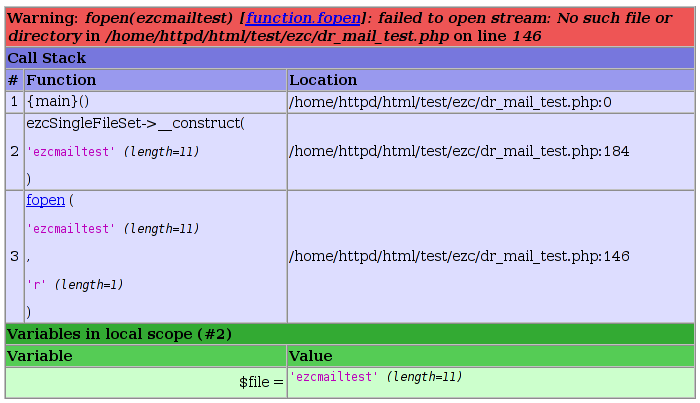 Warning: fopen(ezcmailtest) [function.fopen]: failed to open stream: No such file or
directory in /home/httpd/html/test/ezc/dr_mail_test.php on line 146
Call Stack
# Function Location
1 {main}() /home/httpd/html/test/ezc/dr_mail_test.php:0
ezcSingleFileSet->__construct(
2 'ezcmailtest' (length=11) /home/httpd/html/test/ezc/dr_mail_test.php:184
)
fopen (
'ezcmailtest' (length=11)
3 , /home/httpd/html/test/ezc/dr_mail_test.php:146
'r' (length=1)
)
Variables in local scope (#2)
Variable Value
$file = 'ezcmailtest' (length=11)